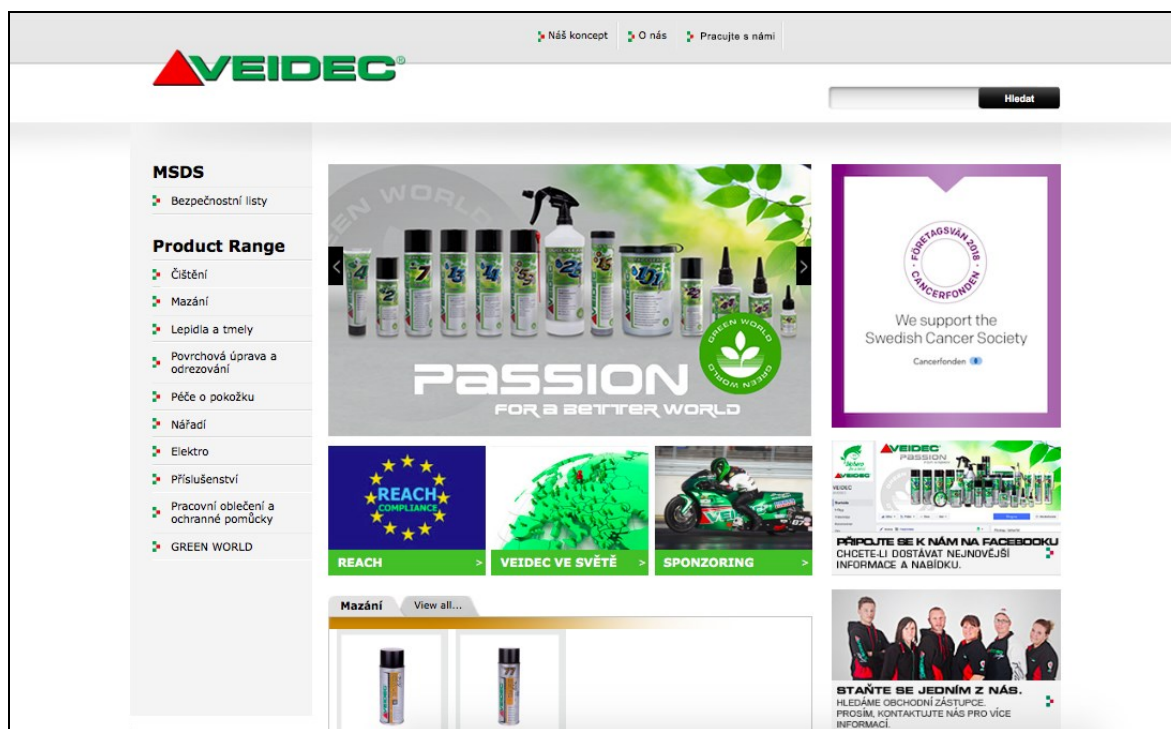 Náš koncept
O nás
Pracujte s námi
VEIDEC®
Hledat
MSDS
Bezpečnostní listy
Product Range
Čištění
Mazání
Lepidla a tmely
Povrchová úprava a
odrezování
Péče o pokožku
Nářadí
Elektro
Příslušenství
Pracovní oblečení a
ochranné pomůcky
GREEN WORLD
GREEN WORLD
PASSION
FOR A BETTTER WORLD
FÖRETAGSVÄN 2018
CANCERFONDEN
We support the
Swedish Cancer Society
Cancerfonden
REACH
COMPLIANCE
REACH >
VEIDEC VE SVĚTĚ >
SPONZORING >
VEIDEC
PASSION
PŘIPOJTE SE K NÁM NA FACEBOOKU
CHCETE-LI DOSTÁVAT NEJNOVĚJŠÍ
INFORMACE A NABÍDKU.
Mazání
View all...
STAŇTE SE JEDNÍM Z NÁS.
HLEDÁME OBCHODNÍ ZÁSTUPCE.
PROSÍM, KONTAKTUJTE NÁS PRO VÍCE
INFORMACÍ.